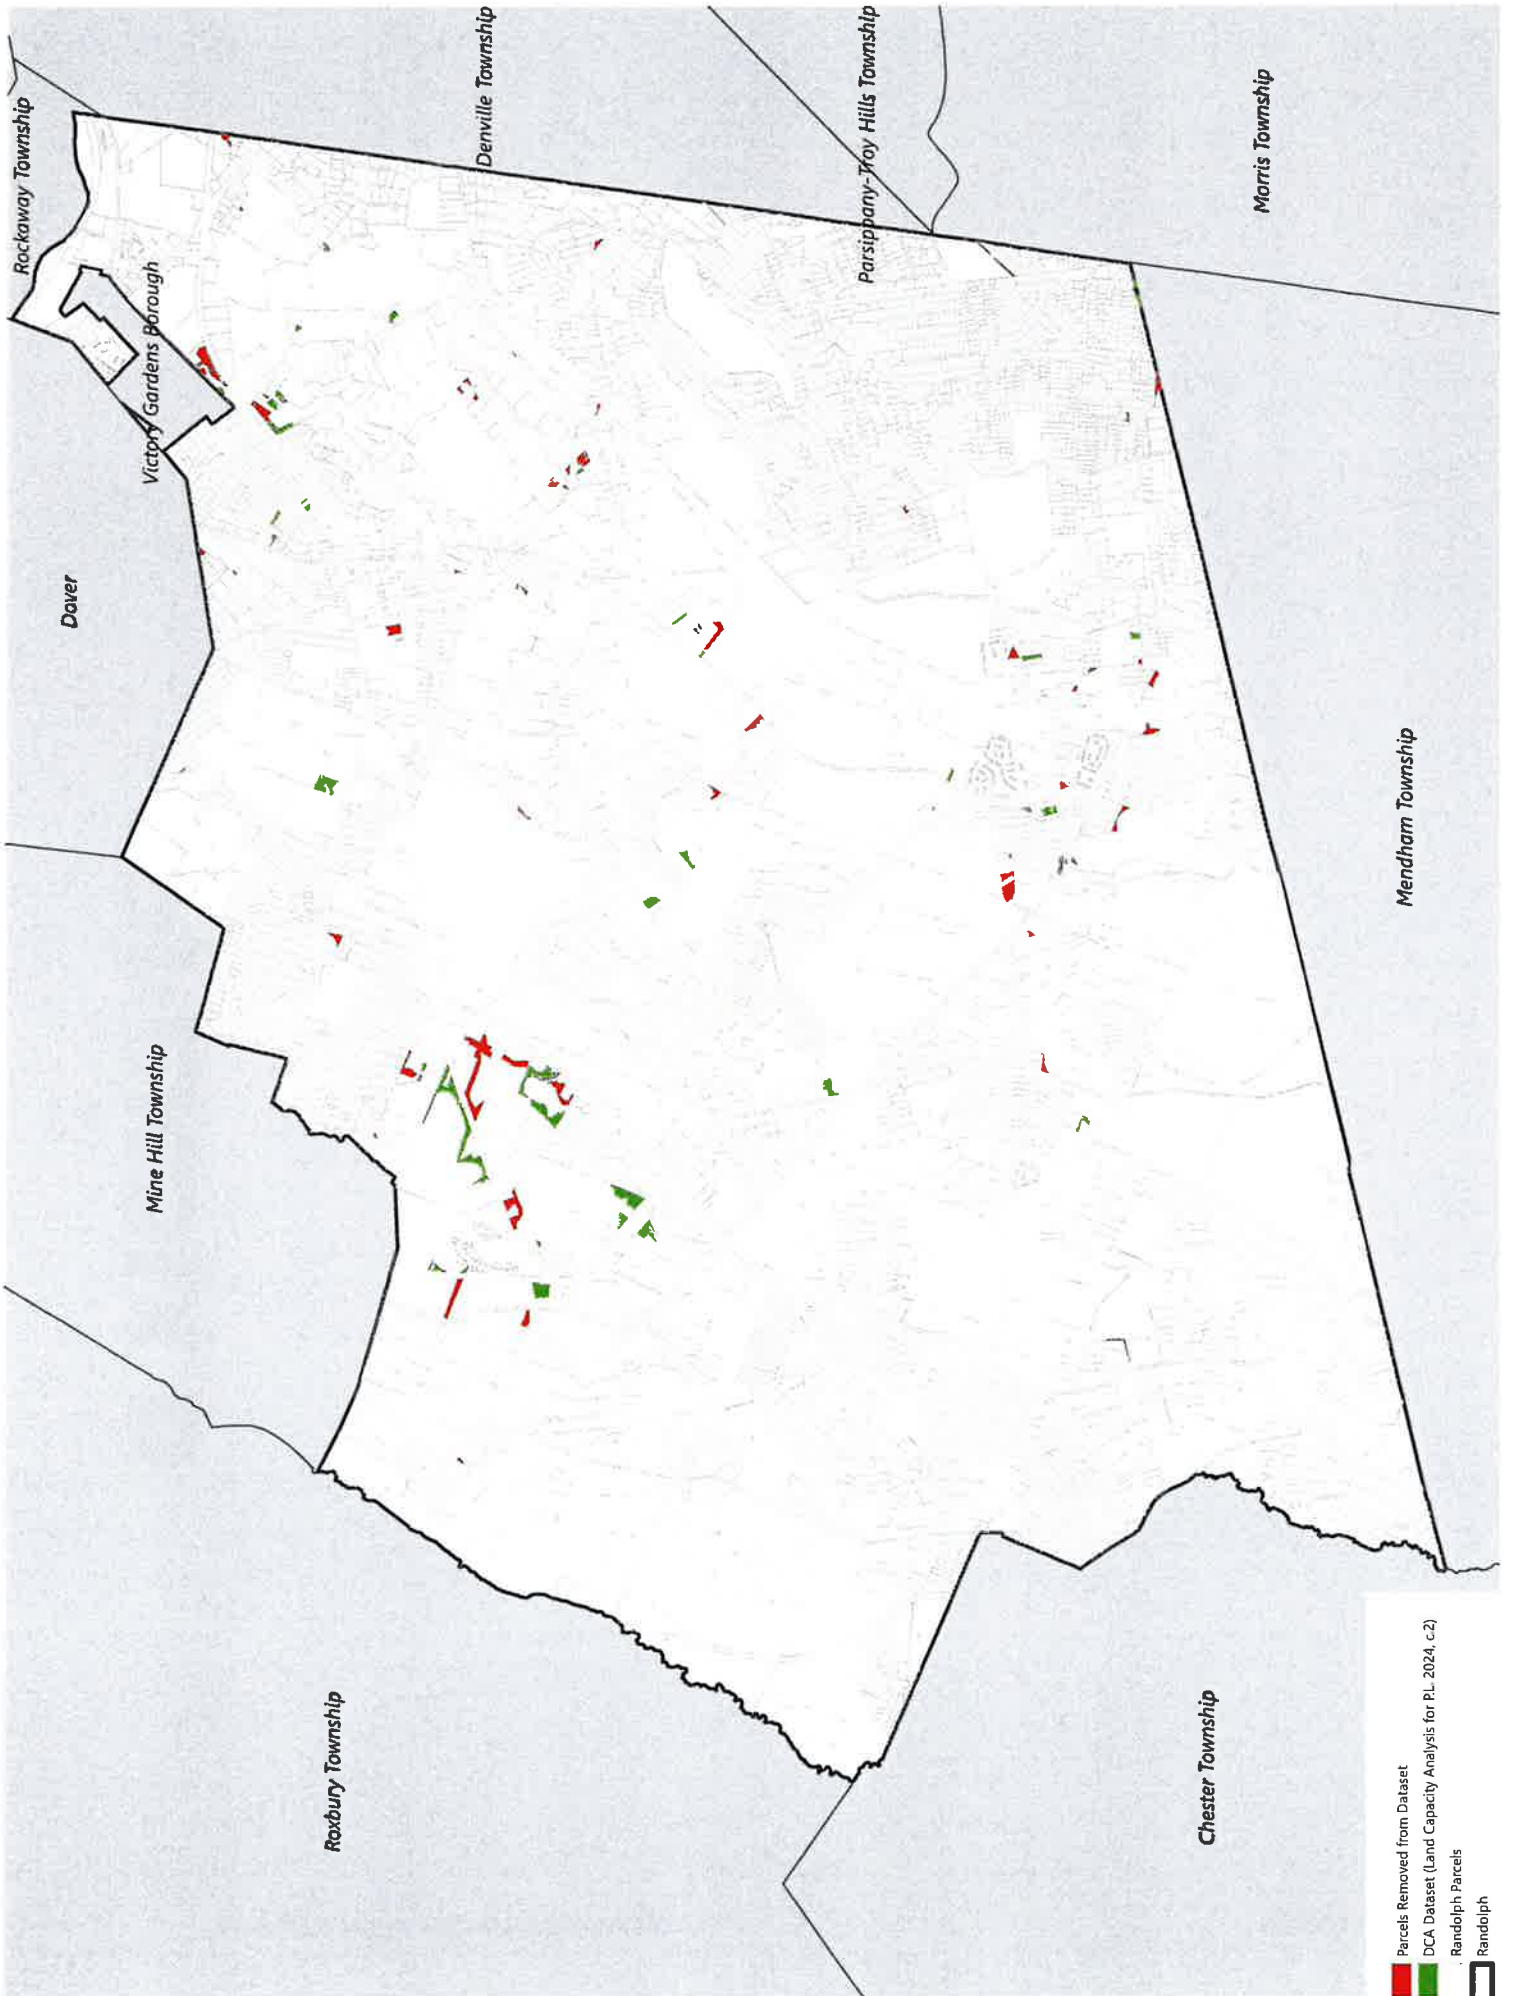 Rockaway Township
Denville Township
Parsippany-Troy Hills Township
Morris Township
Victory Gardens Borough
Dover
Mendham Township
Mine Hill Township
Roxbury Township
Chester Township
Parcels Removed from Dataset
DCA Dataset (Land Capacity Analysis for P.L. 2024, c.2)
Randolph Parcels
Randolph